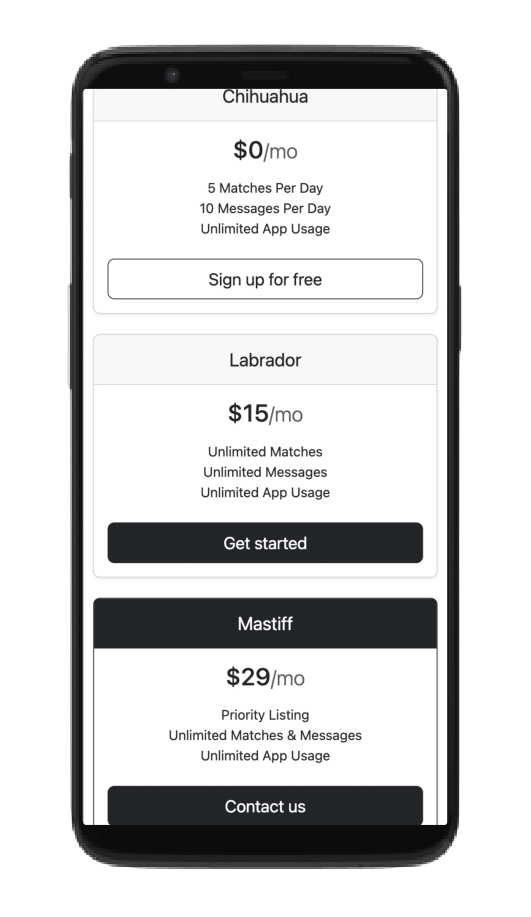 Chihuahua
$0/mo
5 Matches Per Day
10 Messages Per Day
Unlimited App Usage
Sign up for free
Labrador
$15/mo
Unlimited Matches
Unlimited Messages
Unlimited App Usage
Get started
Mastiff
$29/mo
Priority Listing
Unlimited Matches & Messages
Unlimited App Usage
Contact us